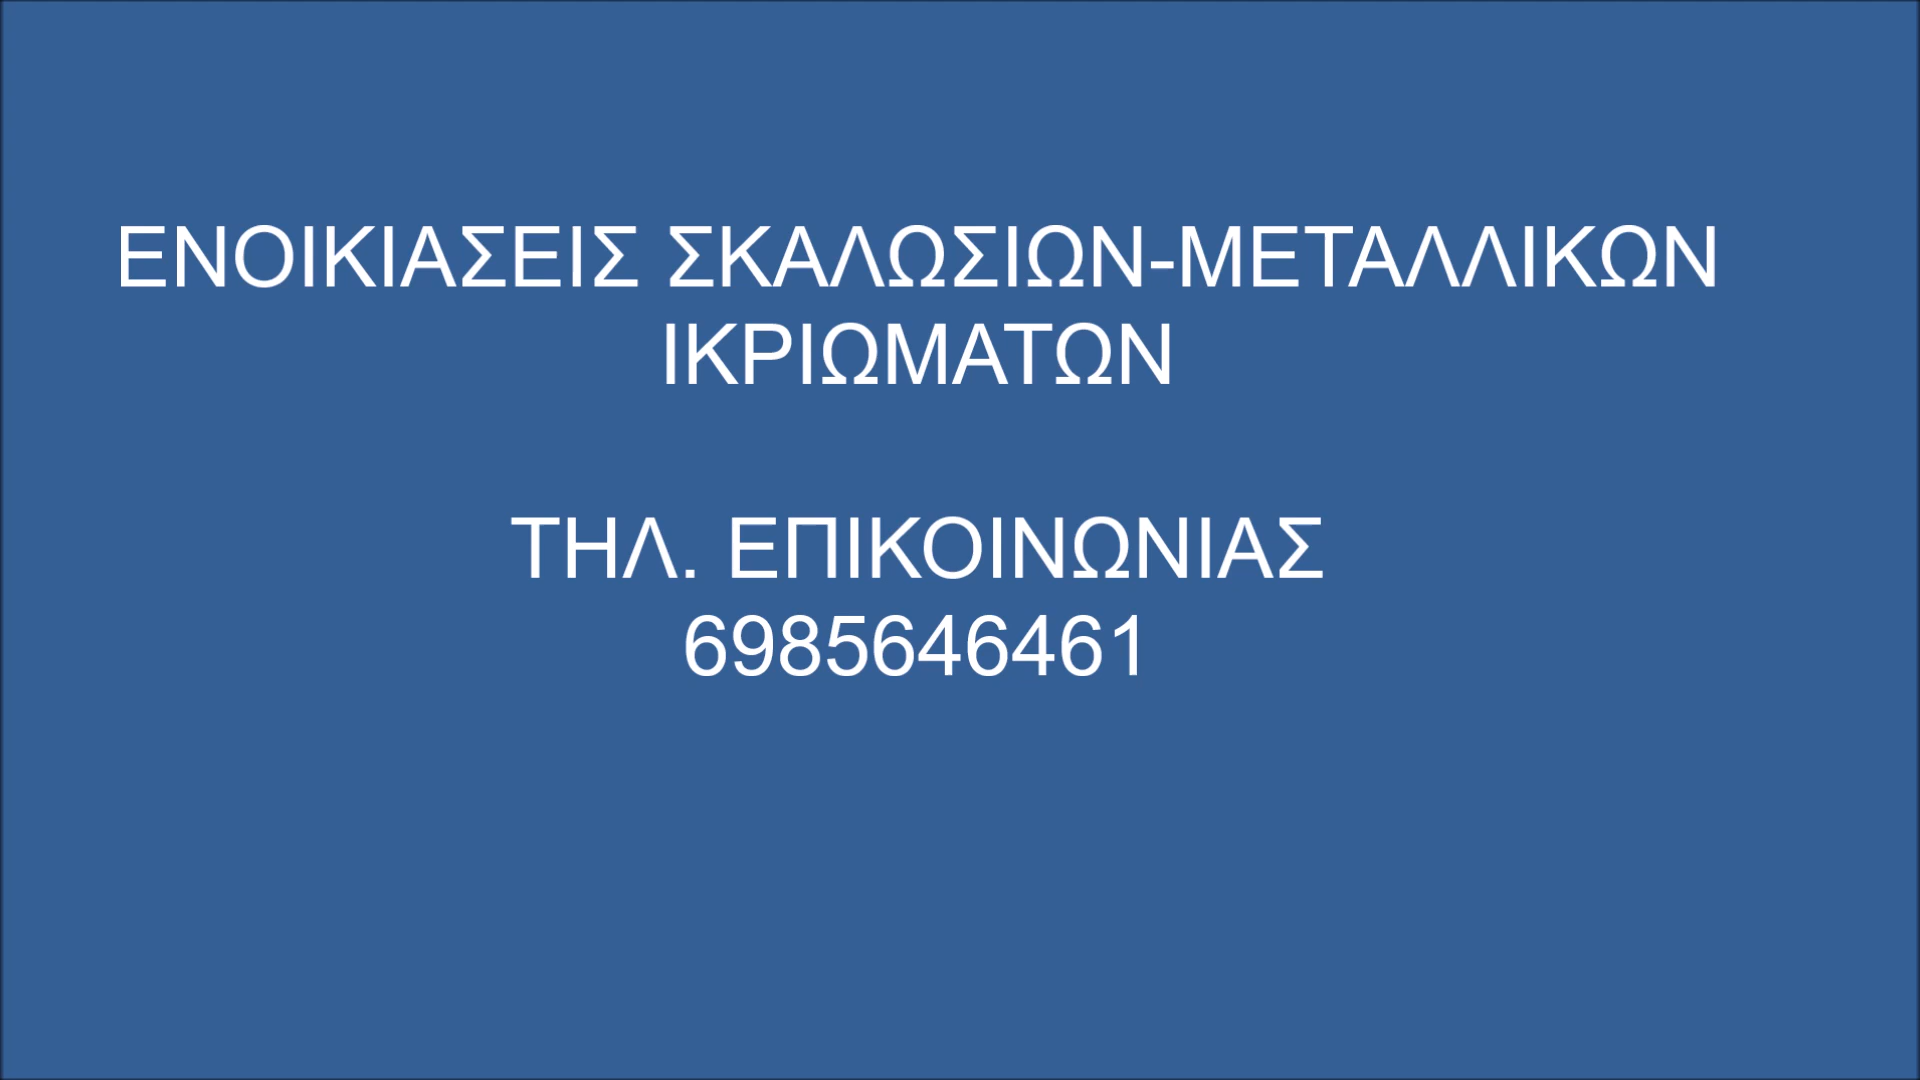 ΕΝΟΙΚΙΑΣΕΙΣ ΣΚΑΛΩΣΙΩΝ-ΜΕΤΑΛΛΙΚΩΝ
ΙΚΡΙΩΜΑΤΩΝ
ΤΗΛ. ΕΠΙΚΟΙΝΩΝΙΑΣ
6985646461